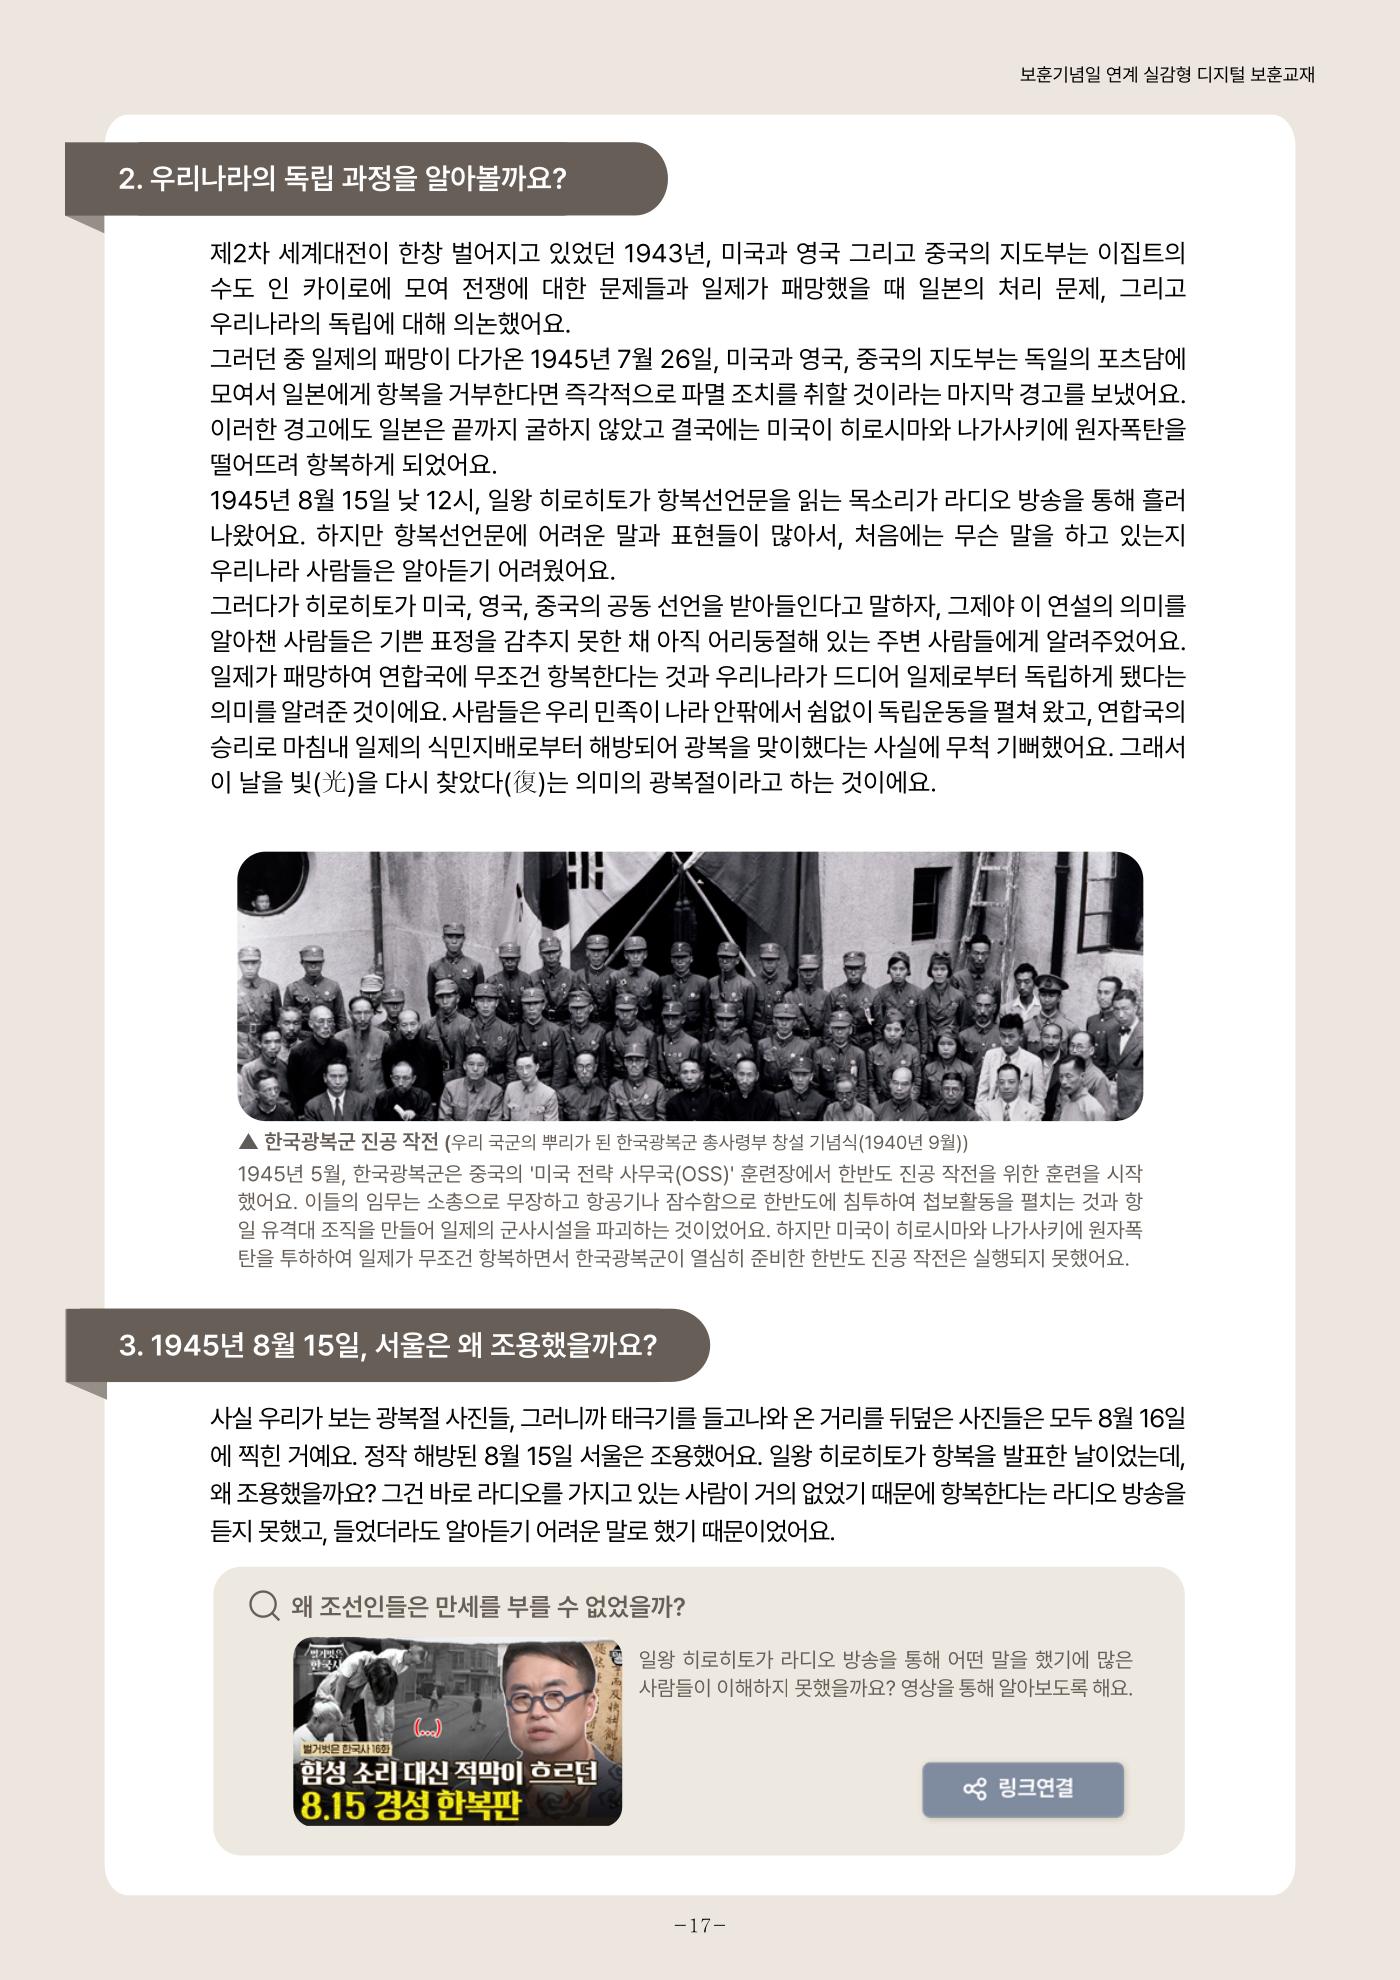 보훈기념일 연계 실감형 디지털 보훈교재
2. 우리나라의 독립 과정을 알아볼까요?
제2차 세계대전이 한창 벌어지고 있었던 1943년, 미국과 영국 그리고 중국의 지도부는 이집트의
수도 인 카이로에 모여 전쟁에 대한 문제들과 일제가 패망했을 때 일본의 처리 문제, 그리고
우리나라의 독립에 대해 의논했어요.
그러던 중 일제의 패망이 다가온 1945년 7월 26일, 미국과 영국, 중국의 지도부는 독일의 포츠담에
모여서 일본에게 항복을 거부한다면 즉각적으로 파멸 조치를 취할 것이라는 마지막 경고를 보냈어요.
이러한 경고에도 일본은 끝까지 굴하지 않았고 결국에는 미국이 히로시마와 나가사키에 원자폭탄을
떨어뜨려 항복하게 되었어요.
1945년 8월 15일 낮 12시, 일왕 히로히토가 항복선언문을 읽는 목소리가 라디오 방송을 통해 흘러
나왔어요. 하지만 항복선언문에 어려운 말과 표현들이 많아서, 처음에는 무슨 말을 하고 있는지
우리나라 사람들은 알아듣기 어려웠어요.
그러다가 히로히토가 미국, 영국, 중국의 공동 선언을 받아들인다고 말하자, 그제야 이 연설의 의미를
알아챈 사람들은 기쁜 표정을 감추지 못한 채 아직 어리둥절해 있는 주변 사람들에게 알려주었어요.
일제가 패망하여 연합국에 무조건 항복한다는 것과 우리나라가 드디어 일제로부터 독립하게 됐다는
의미를 알려준 것이에요. 사람들은 우리 민족이 나라 안팎에서 쉼없이 독립운동을 펼쳐 왔고, 연합국의
승리로 마침내 일제의 식민지배로부터 해방되어 광복을 맞이했다는 사실에 무척 기뻐했어요. 그래서
이 날을 빛(光)을 다시 찾았다(復)는 의미의 광복절이라고 하는 것이에요.
▲ 한국광복군 진공 작전 (우리 국군의 뿌리가 된 한국광복군 총사령부 창설 기념식(1940년 9월))
1945년 5월, 한국광복군은 중국의 '미국 전략 사무국(OSS)' 훈련장에서 한반도 진공 작전을 위한 훈련을 시작
했어요. 이들의 임무는 소총으로 무장하고 항공기나 잠수함으로 한반도에 침투하여 첩보활동을 펼치는 것과 항
일 유격대 조직을 만들어 일제의 군사시설을 파괴하는 것이었어요. 하지만 미국이 히로시마와 나가사키에 원자폭
탄을 투하하여 일제가 무조건 항복하면서 한국광복군이 열심히 준비한 한반도 진공 작전은 실행되지 못했어요.
3. 1945년 8월 15일, 서울은 왜 조용했을까요?
사실 우리가 보는 광복절 사진들, 그러니까 태극기를 들고나와 온 거리를 뒤덮은 사진들은 모두 8월 16일
에 찍힌 거예요. 정작 해방된 8월 15일 서울은 조용했어요. 일왕 히로히토가 항복을 발표한 날이었는데,
왜 조용했을까요? 그건 바로 라디오를 가지고 있는 사람이 거의 없었기 때문에 항복한다는 라디오 방송을
듣지 못했고, 들었더라도 알아듣기 어려운 말로 했기 때문이었어요.
왜 조선인들은 만세를 부를 수 없었을까?
벌거벗은
한국사
(...)
벌거벗은 한국사 16화
함성 소리 대신 적막이 흐르던
8.15 경성 한복판
일왕 히로히토가 라디오 방송을 통해 어떤 말을 했기에 많은
사람들이 이해하지 못했을까요? 영상을 통해 알아보도록 해요.
링크연결
-17-